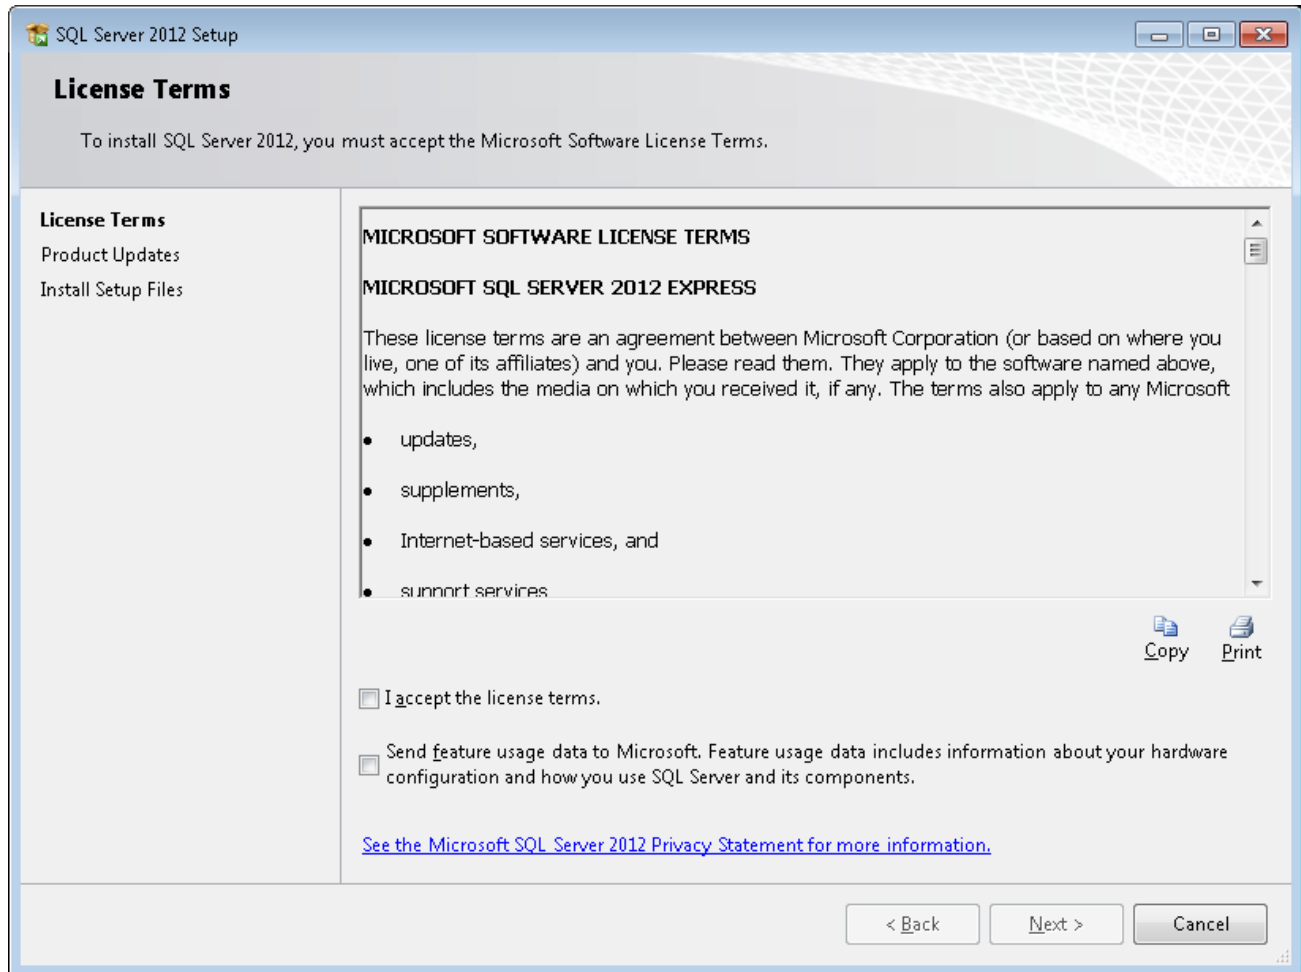 SQL Server 2012 Setup
License Terms
To install SQL Server 2012, you must accept the Microsoft Software License Terms.
License Terms
Product Updates
Install Setup Files
MICROSOFT SOFTWARE LICENSE TERMS
MICROSOFT SQL SERVER 2012 EXPRESS
These license terms are an agreement between Microsoft Corporation (or based on where you
live, one of its affiliates) and you. Please read them. They apply to the software named above,
which includes the media on which you received it, if any. The terms also apply to any Microsoft
• updates,
• supplements,
• Internet-based services, and
• support services
Copy
Print
I accept the license terms.
Send feature usage data to Microsoft. Feature usage data includes information about your hardware
configuration and how you use SQL Server and its components.
See the Microsoft SQL Server 2012 Privacy Statement for more information.
< Back
Next >
Cancel